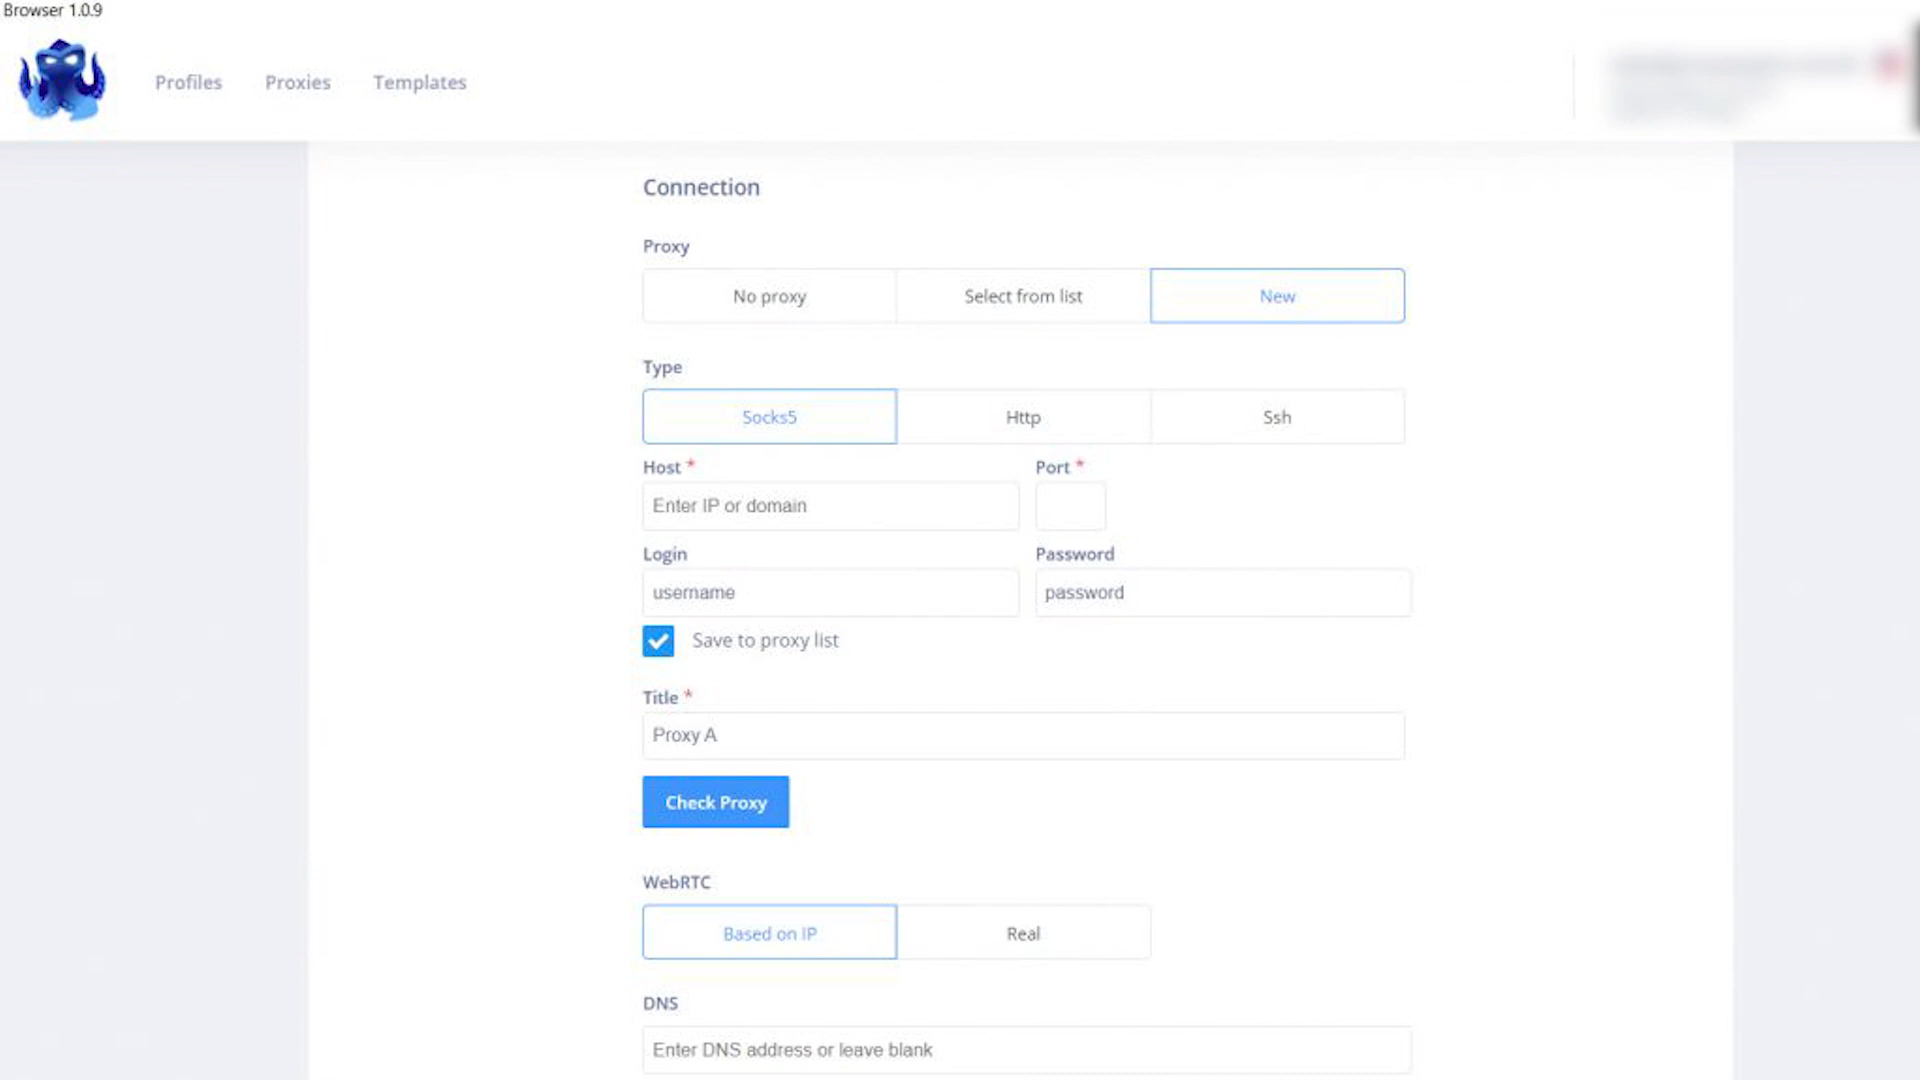 Browser 1.0.9
Profiles Proxies Templates
Connection
Proxy
No proxy Select from list New
Type
Socks5 Http Ssh
Host * Port *
Enter IP or domain
Login Password
username password
Save to proxy list
Title *
Proxy A
Check Proxy
WebRTC
Based on IP Real
DNS
Enter DNS address or leave blank